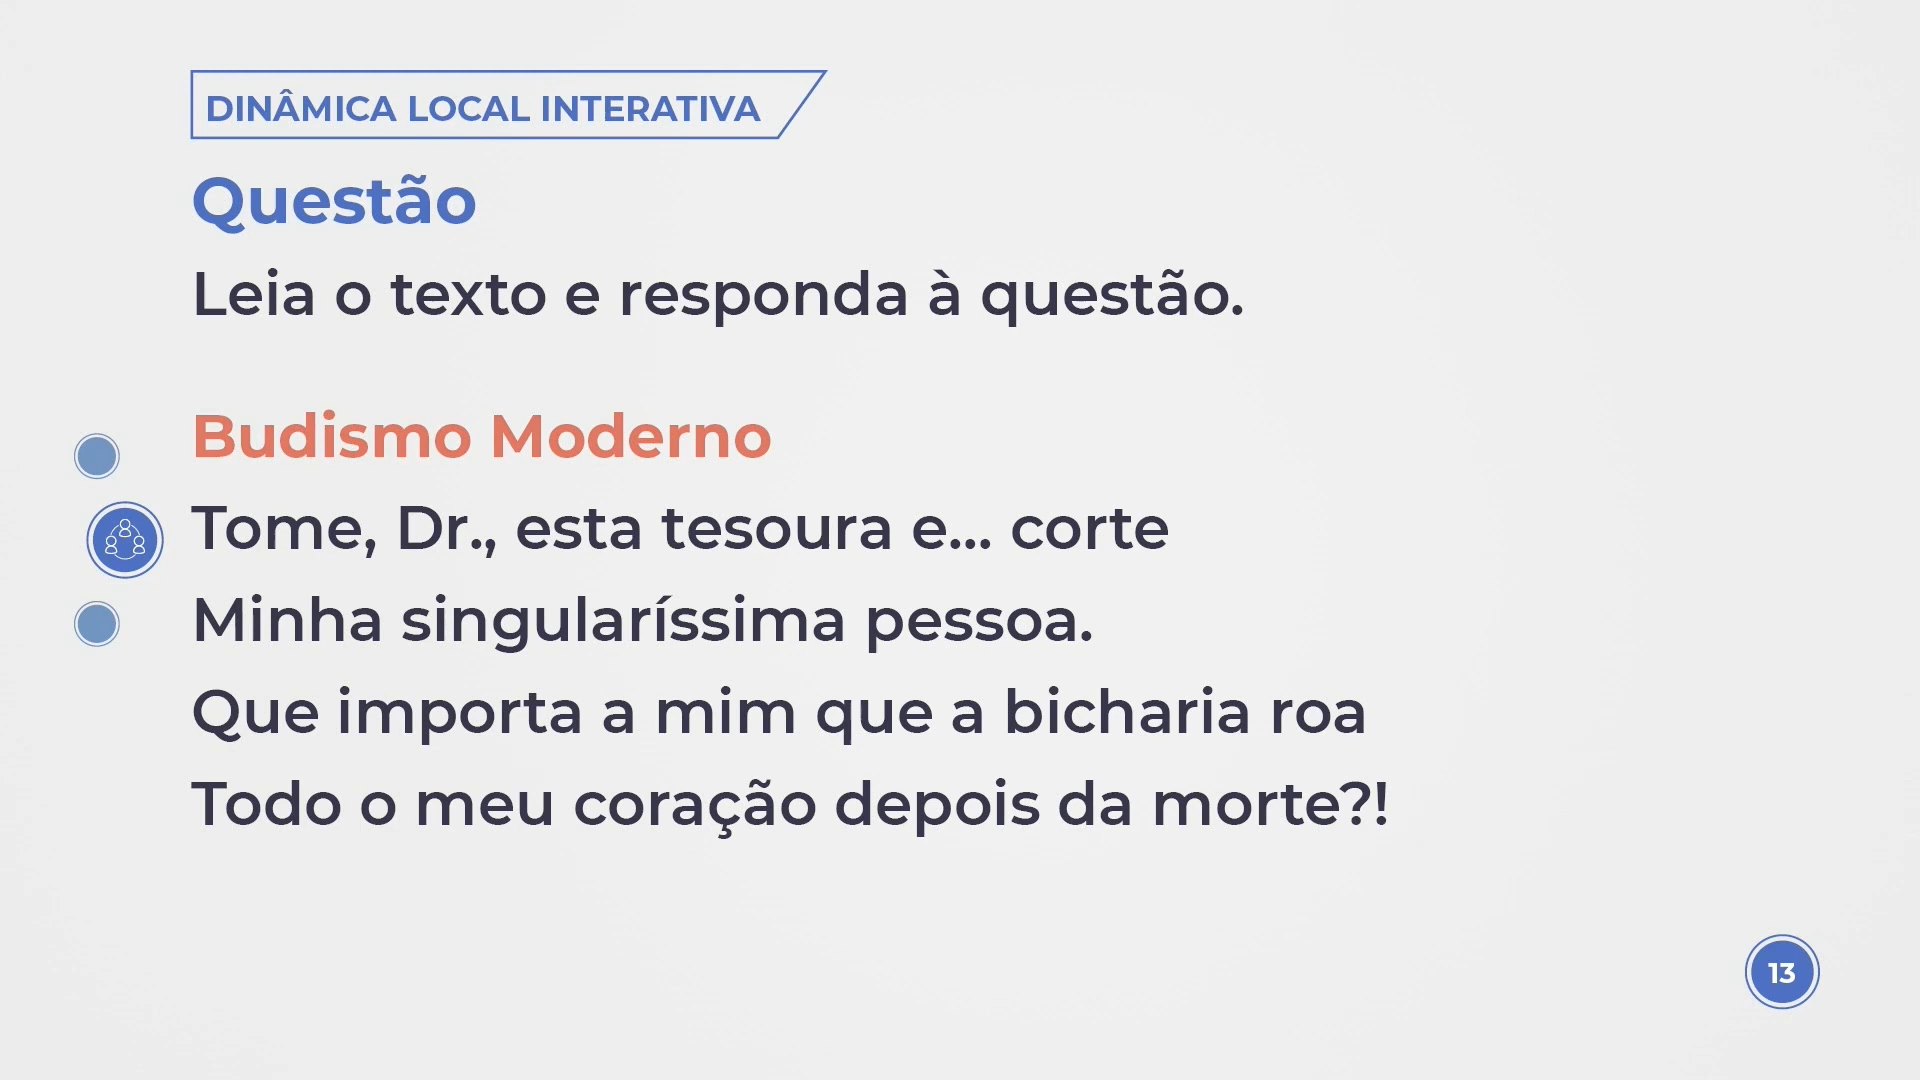 DINÂMICA LOCAL INTERATIVA
Questão
Leia o texto e responda à questão.
Budismo Moderno
Tome, Dr., esta tesoura e... corte
Minha singularíssima pessoa.
Que importa a mim que a bicharia roa
Todo o meu coração depois da morte?!
13